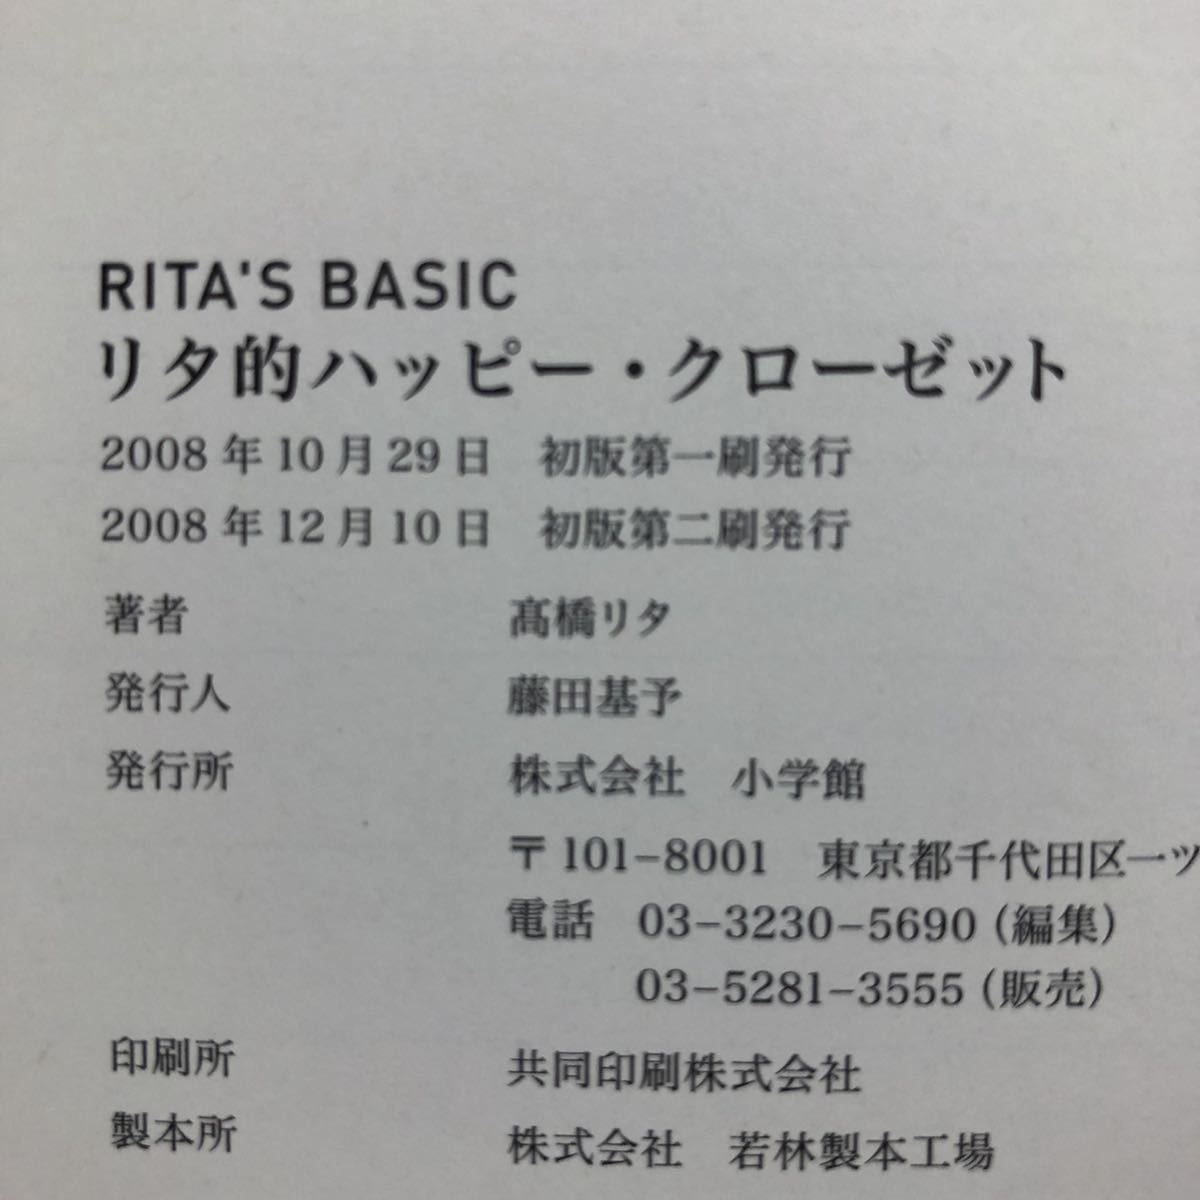 RITA'S BASIC
リタ的ハッピー・クローゼット
2008年10月29日　初版第一刷発行
2008年12月10日　初版第二刷発行
著者　髙橋リタ
発行人　藤田基予
発行所　株式会社　小学館
〒101-8001　東京都千代田区一ツ
電話　03-3230-5690（編集）
03-5281-3555（販売）
印刷所　共同印刷株式会社
製本所　株式会社　若林製本工場